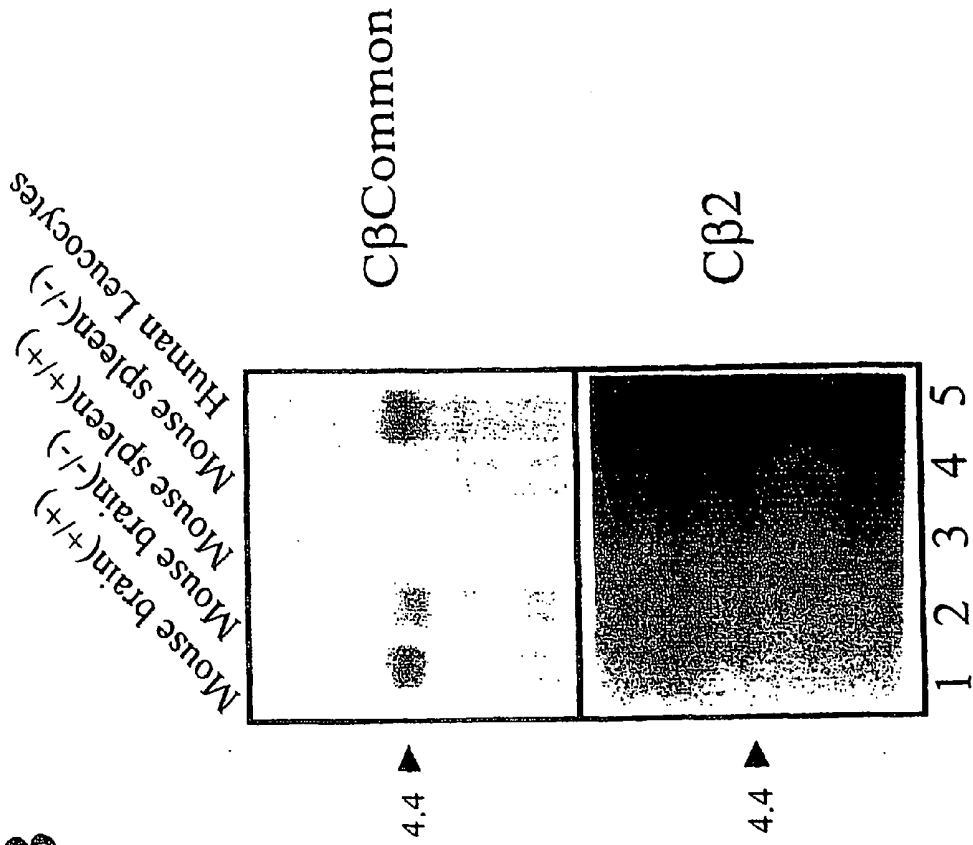 Mouse brain(+/+)
Mouse brain(-/-)
Mouse spleen(+/+)
Mouse spleen(-/-)
Human Leucocytes
4.4
CβCommon
4.4
Cβ2
1 2 3 4 5